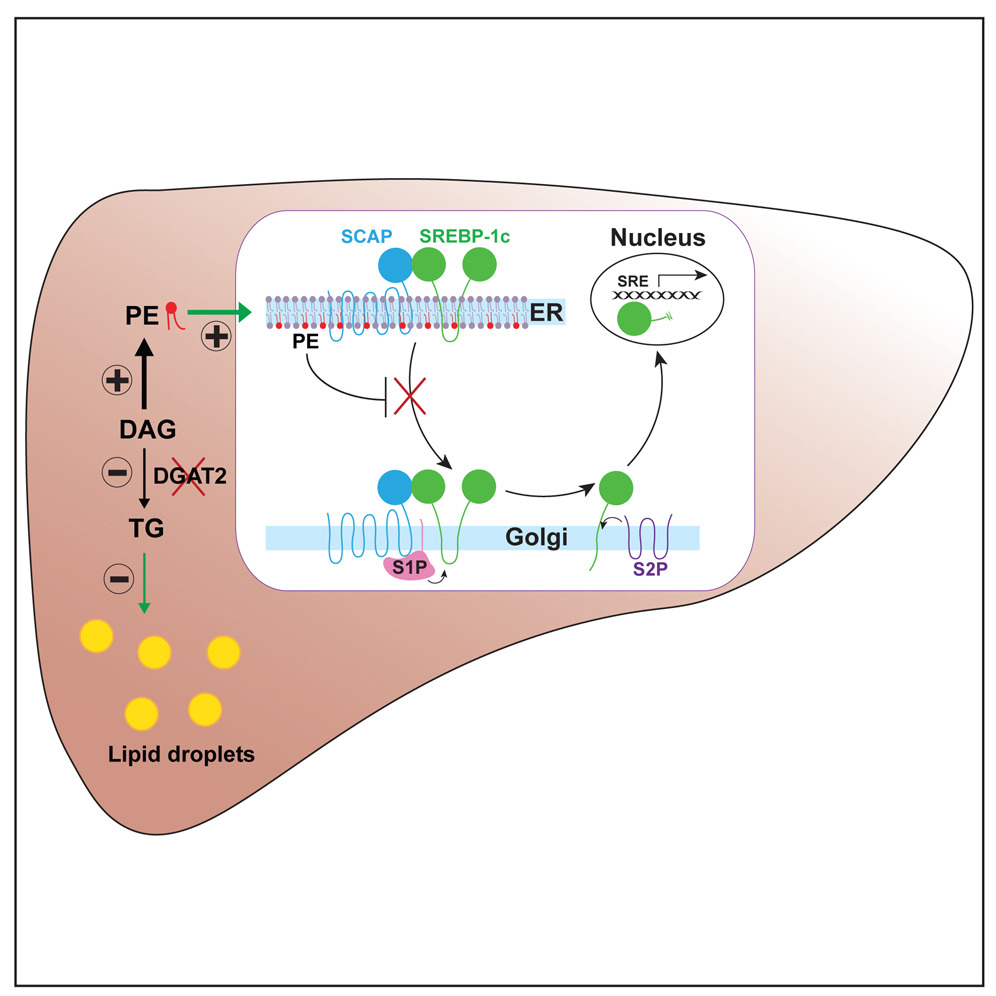 SCAP
SREBP-1c
Nucleus
SRE
ER
PE
PE
DAG
DGAT2
TG
Golgi
S1P
S2P
Lipid droplets